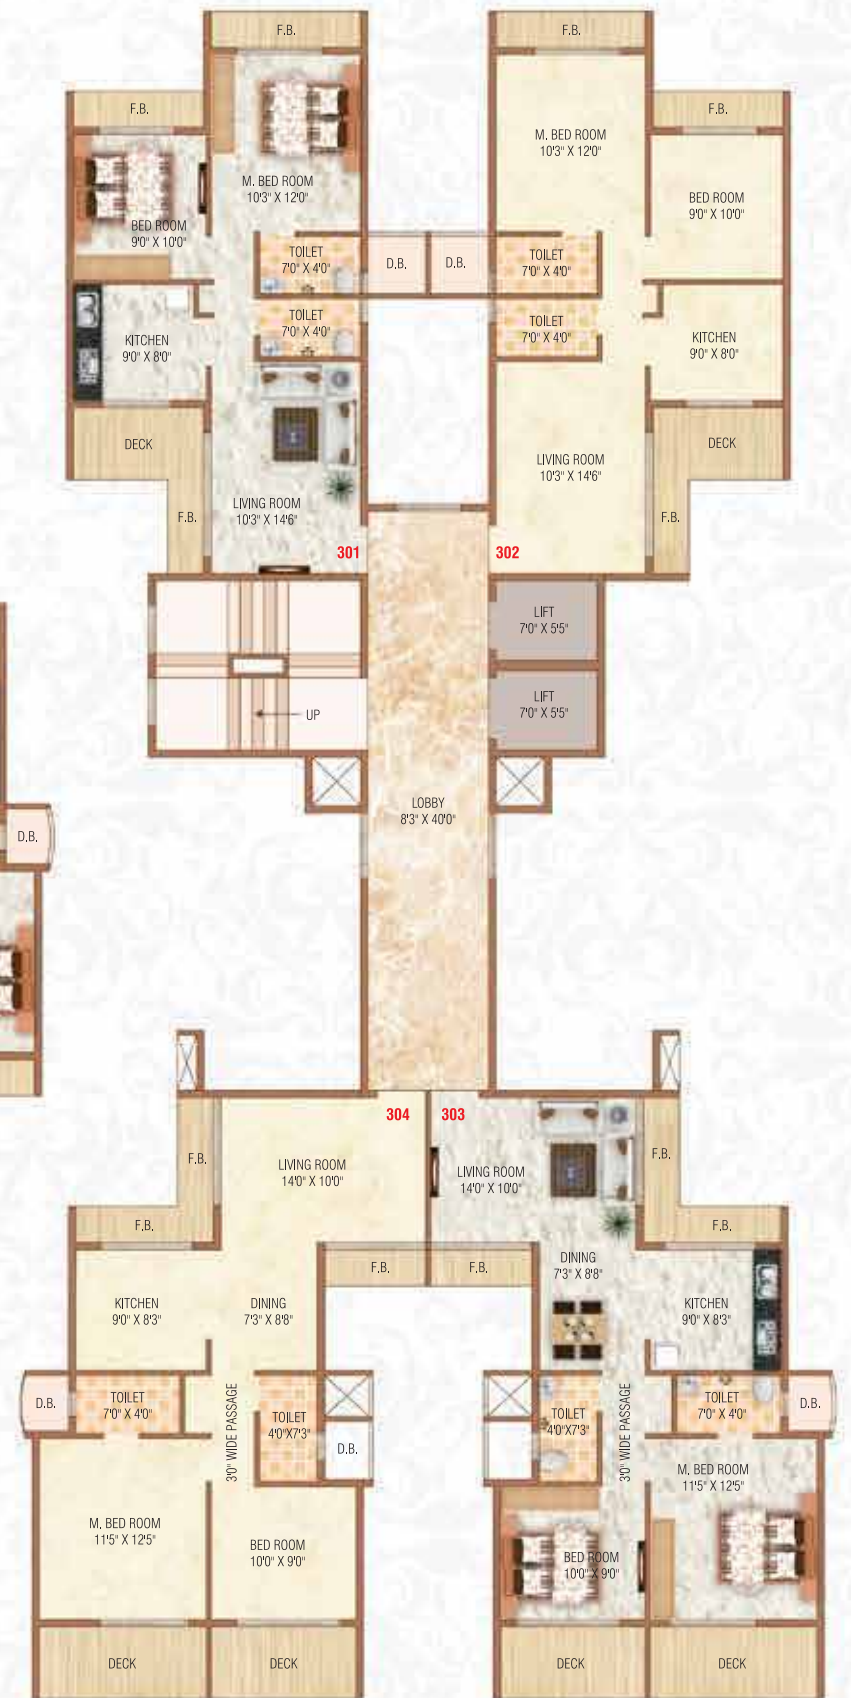 F.B.
F.B.
F.B.
F.B.
M. BED ROOM
10'3" X 12'0"
M. BED ROOM
10'3" X 12'0"
BED ROOM
9'0" X 10'0"
BED ROOM
9'0" X 10'0"
TOILET
7'0" X 4'0"
D.B.
D.B.
TOILET
7'0" X 4'0"
TOILET
7'0" X 4'0"
TOILET
7'0" X 4'0"
KITCHEN
9'0" X 8'0"
KITCHEN
9'0" X 8'0"
DECK
DECK
LIVING ROOM
10'3" X 14'6"
LIVING ROOM
10'3" X 14'6"
F.B.
F.B.
301
302
LIFT
7'0" X 5'5"
LIFT
7'0" X 5'5"
UP
LOBBY
8'3" X 40'0"
D.B.
304
303
F.B.
F.B.
LIVING ROOM
14'0" X 10'0"
LIVING ROOM
14'0" X 10'0"
F.B.
F.B.
F.B.
F.B.
DINING
7'3" X 8'8"
KITCHEN
9'0" X 8'3"
DINING
7'3" X 8'8"
KITCHEN
9'0" X 8'3"
D.B.
TOILET
7'0" X 4'0"
3'0" WIDE PASSAGE
TOILET
4'0"X7'3"
D.B.
TOILET
4'0"X7'3"
3'0" WIDE PASSAGE
TOILET
7'0" X 4'0"
D.B.
M. BED ROOM
11'5" X 12'5"
M. BED ROOM
11'5" X 12'5"
BED ROOM
10'0" X 9'0"
BED ROOM
10'0" X 9'0"
DECK
DECK
DECK
DECK